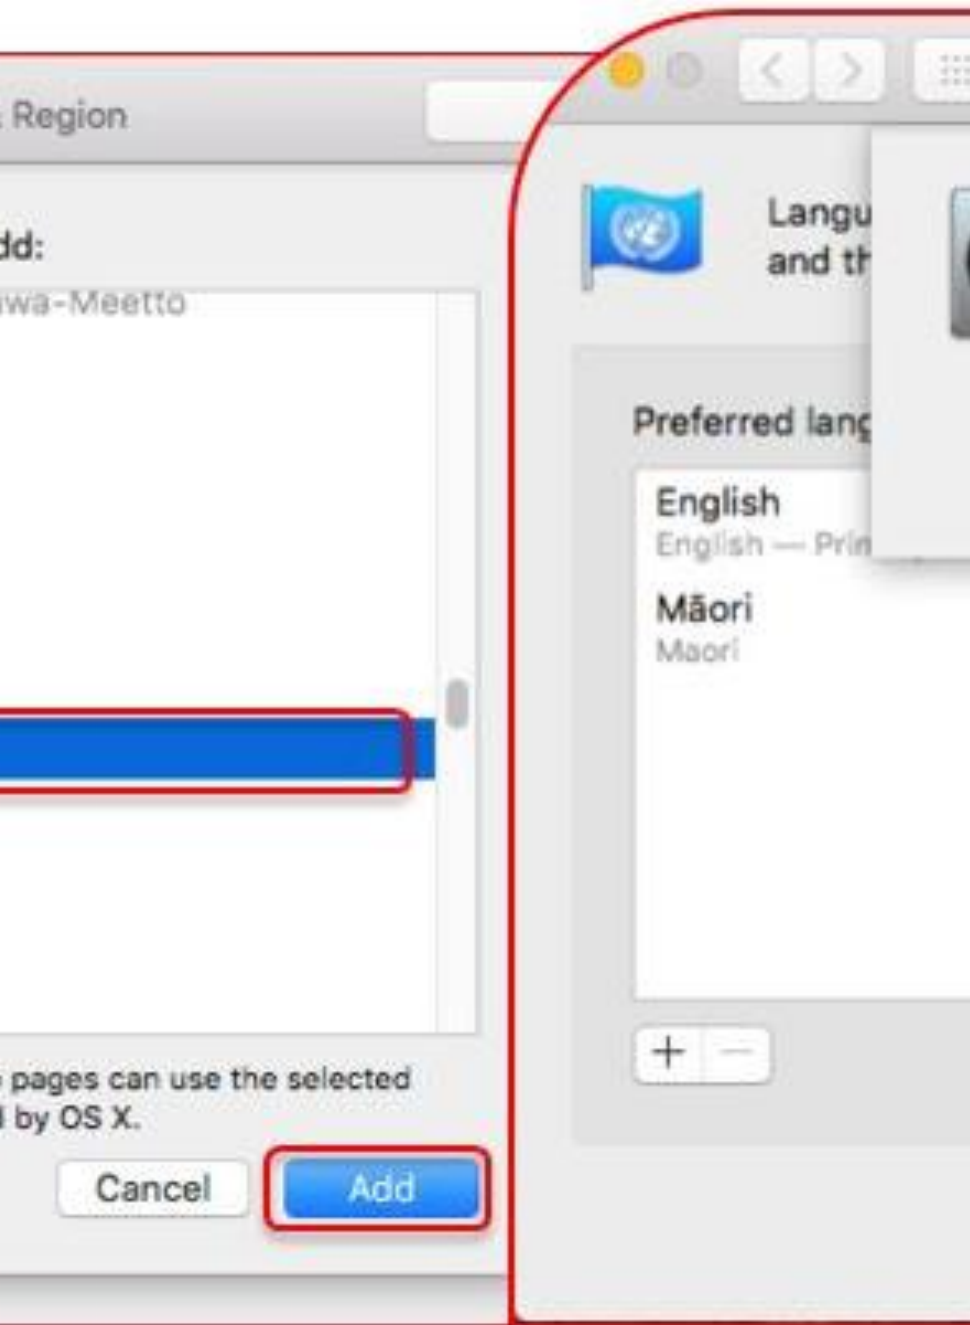 Region
dd:
wa-Meetto
pages can use the selected
by OS X.
Cancel
Add
Langu
and th
Preferred lang
English
English — Prin
Māori
Maori